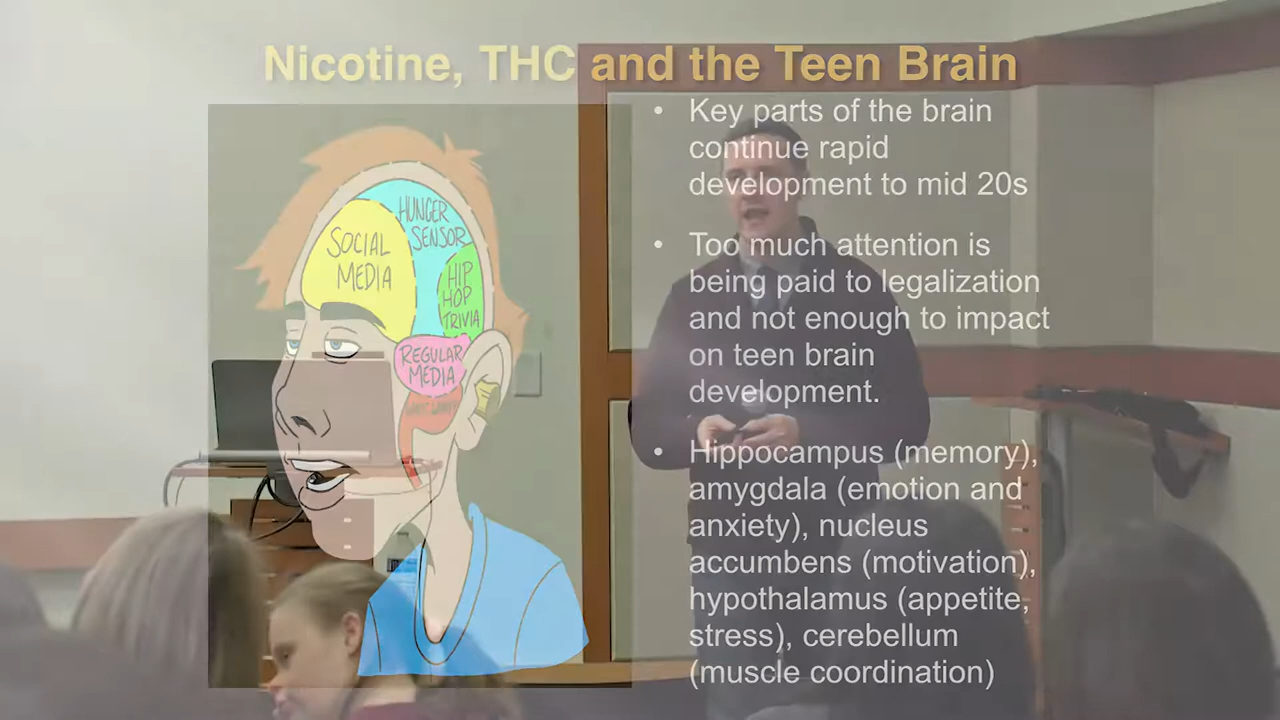 Nicotine, THC and the Teen Brain
• Key parts of the brain
continue rapid
development to mid 20s
• Too much attention is
being paid to legalization
and not enough to impact
on teen brain
development.
• Hippocampus (memory),
amygdala (emotion and
anxiety), nucleus
accumbens (motivation),
hypothalamus (appetite,
stress), cerebellum
(muscle coordination)
HUNGER
SENSOR
SOCIAL
MEDIA
HIP
HOP
TRIVIA
REGULAR
MEDIA